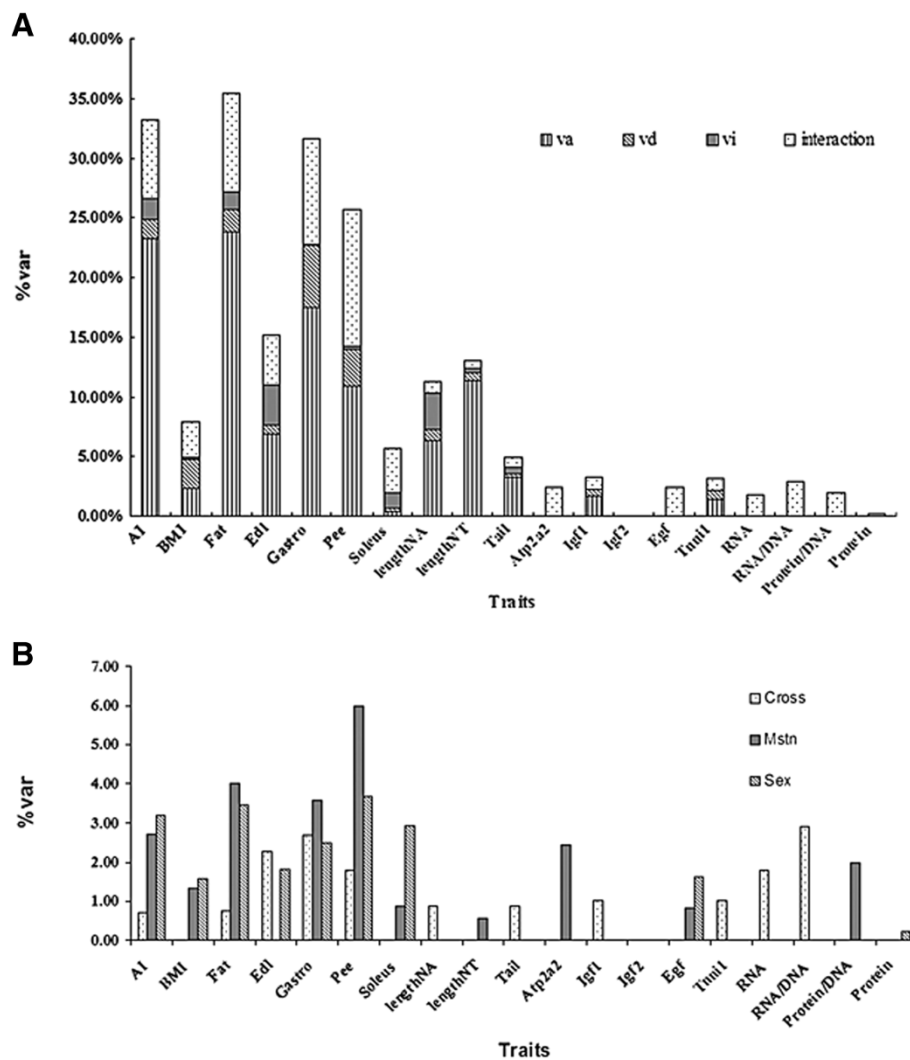 A
40.00%
35.00%
30.00%
25.00%
20.00%
15.00%
10.00%
5.00%
0.00%
%var
va vd vi interaction
AI BMI Fat Edl Gastro Pec Soleus lengthNA lengthNT Tail Atp2a2 Igf1 Igf2 Egf Tnni1 RNA RNA/DNA Protein/DNA Protein
Traits
B
7.00
6.00
5.00
4.00
3.00
2.00
1.00
0.00
%var
Cross
Mstn
Sex
AI BMI Fat Edl Gastro Pec Soleus lengthNA lengthNT Tail Atp2a2 Igf1 Igf2 Egf Tnni1 RNA RNA/DNA Protein/DNA Protein
Traits